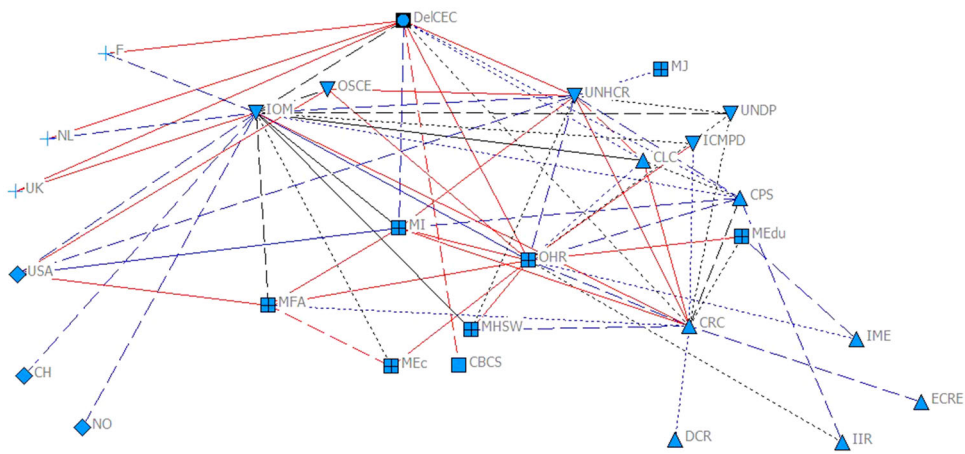 DelCEC
F
MJ
OSCE
UNHCR
IOM
UNDP
NL
ICMPD
CLC
UK
CPS
MI
MEdu
OHR
USA
MFA
MHSW
CRC
IME
MEc
CBCS
CH
ECRE
NO
DCR
IIR